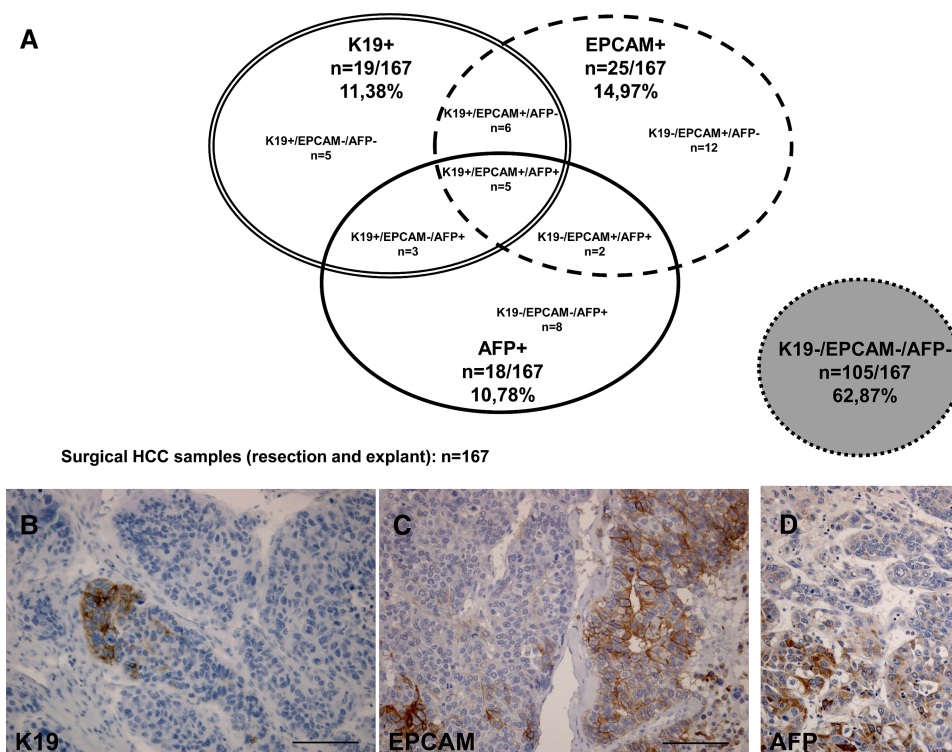 A
K19+
n=19/167
11,38%
EPCAM+
n=25/167
14,97%
K19+/EPCAM+/AFP-
n=6
K19+/EPCAM-/AFP-
n=5
K19-/EPCAM+/AFP-
n=12
K19+/EPCAM+/AFP+
n=5
K19+/EPCAM-/AFP+
n=3
K19-/EPCAM+/AFP+
n=2
K19-/EPCAM-/AFP+
n=8
AFP+
n=18/167
10,78%
K19-/EPCAM-/AFP-
n=105/167
62,87%
Surgical HCC samples (resection and explant): n=167
B
K19
C
EPCAM
D
AFP